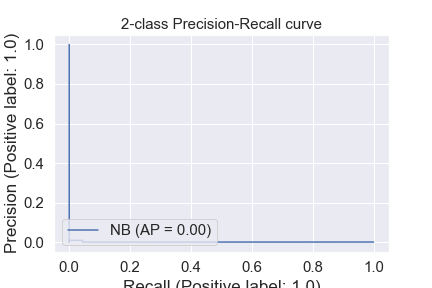 2-class Precision-Recall curve
Precision (Positive label: 1.0)
1.0
0.8
0.6
0.4
0.2
0.0
NB (AP = 0.00)
0.0 0.2 0.4 0.6 0.8 1.0
Recall (Positive label: 1.0)